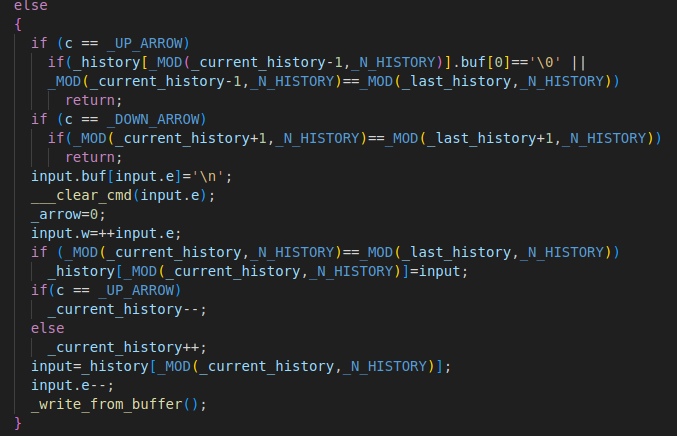 else
{
  if (c == _UP_ARROW)
    if(_history[_MOD(_current_history-1,_N_HISTORY)].buf[0]=='\0' ||
    _MOD(_current_history-1,_N_HISTORY)==_MOD(_last_history,_N_HISTORY))
      return;
  if (c == _DOWN_ARROW)
    if(_MOD(_current_history+1,_N_HISTORY)==_MOD(_last_history+1,_N_HISTORY))
      return;
  input.buf[input.e]='\n';
  ___clear_cmd(input.e);
  _arrow=0;
  input.w=++input.e;
  if (_MOD(_current_history,_N_HISTORY)==_MOD(_last_history,_N_HISTORY))
    _history[_MOD(_current_history,_N_HISTORY)]=input;
  if(c == _UP_ARROW)
    _current_history--;
  else
    _current_history++;
  input=_history[_MOD(_current_history,_N_HISTORY)];
  input.e--;
  _write_from_buffer();
}